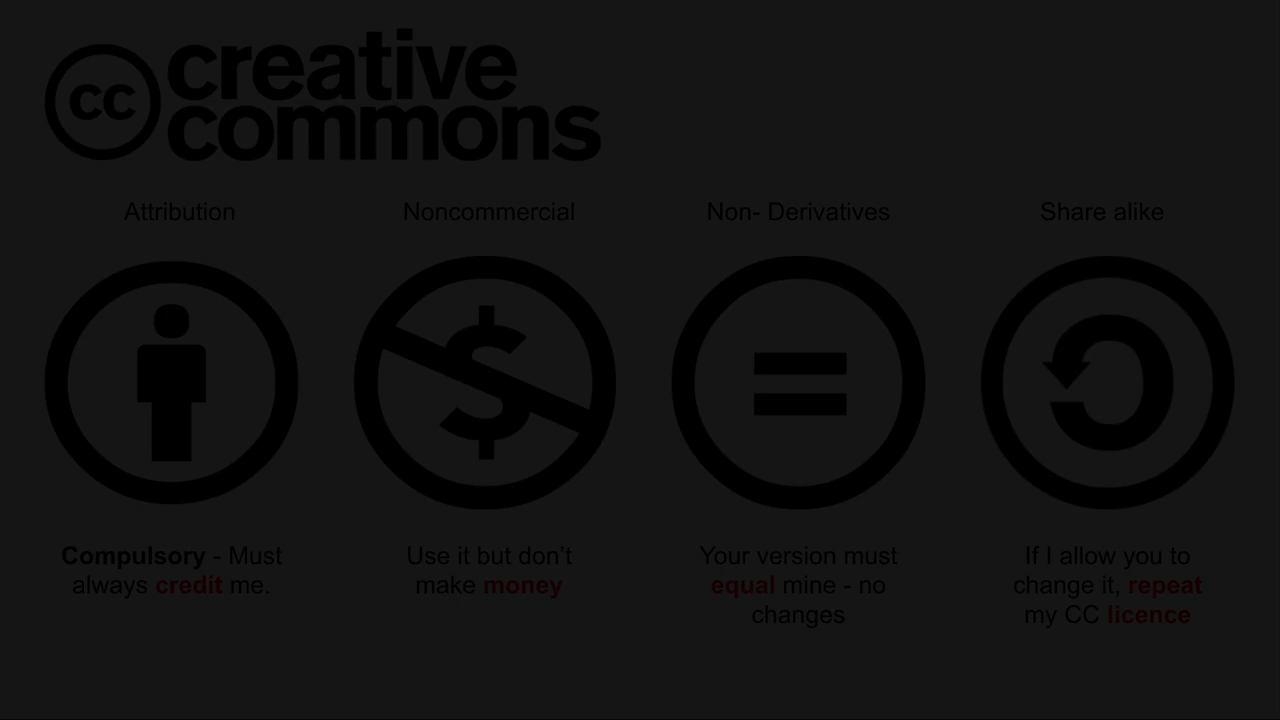 cc creative
commons
Attribution
Noncommercial
Non- Derivatives
Share alike
Compulsory - Must
always credit me.
Use it but don't
make money
Your version must
equal mine - no
changes
If I allow you to
change it, repeat
my CC licence